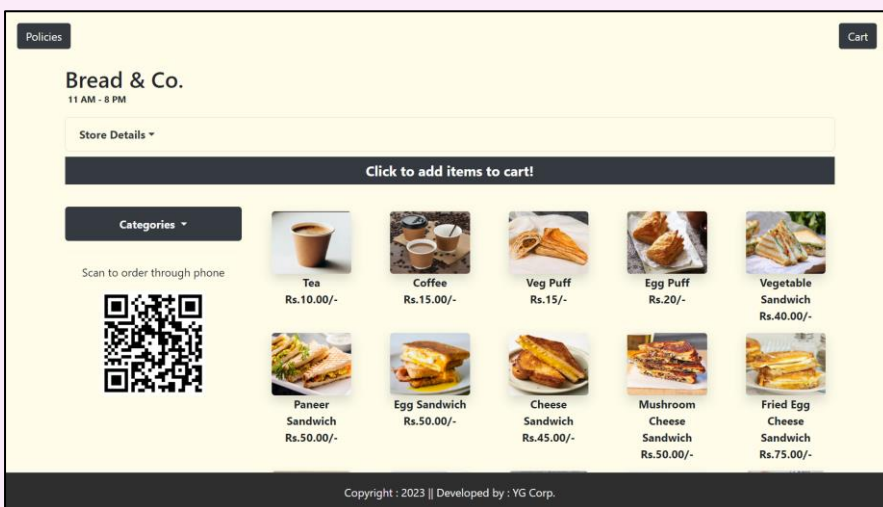 Policies
Cart
Bread & Co.
11 AM - 8 PM
Store Details
Click to add items to cart!
Categories
Scan to order through phone
Tea
Rs.10.00/-
Coffee
Rs.15.00/-
Veg Puff
Rs.15/-
Egg Puff
Rs.20/-
Vegetable
Sandwich
Rs.40.00/-
Paneer
Sandwich
Rs.50.00/-
Egg Sandwich
Rs.50.00/-
Cheese
Sandwich
Rs.45.00/-
Mushroom
Cheese
Sandwich
Rs.50.00/-
Fried Egg
Cheese
Sandwich
Rs.75.00/-
Copyright : 2023 || Developed by : YG Corp.